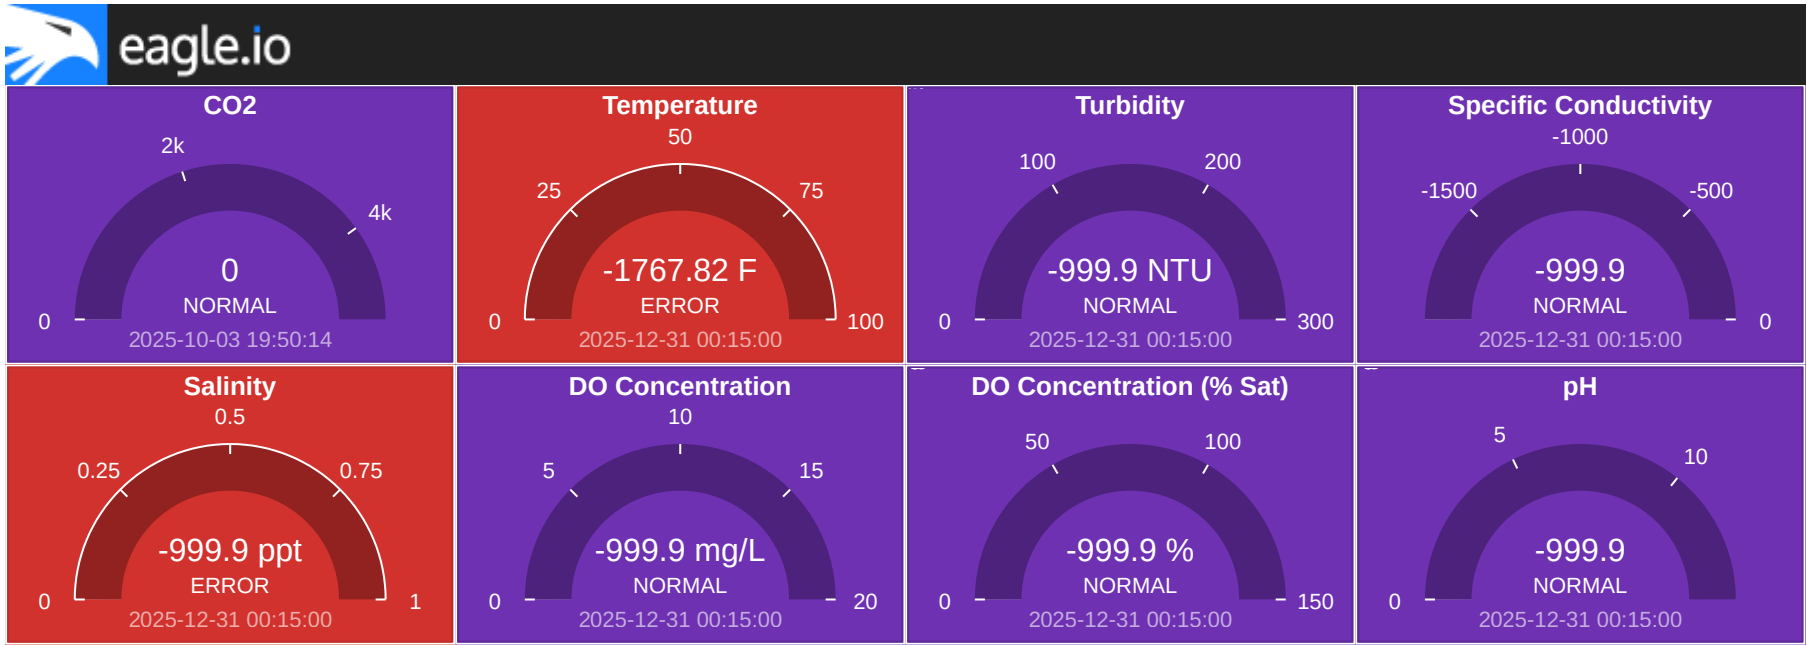 eagle.io
CO2
2k
4k
0
NORMAL
0
2025-10-03 19:50:14
Temperature
50
25
75
-1767.82 F
ERROR
0
100
2025-12-31 00:15:00
Turbidity
100
200
-999.9 NTU
NORMAL
0
300
2025-12-31 00:15:00
Specific Conductivity
-1000
-1500
-500
-999.9
NORMAL
0
2025-12-31 00:15:00
Salinity
0.5
0.25
0.75
-999.9 ppt
ERROR
0
1
2025-12-31 00:15:00
DO Concentration
10
5
15
-999.9 mg/L
NORMAL
0
20
2025-12-31 00:15:00
DO Concentration (% Sat)
50
100
-999.9 %
NORMAL
0
150
2025-12-31 00:15:00
pH
5
10
-999.9
NORMAL
0
2025-12-31 00:15:00